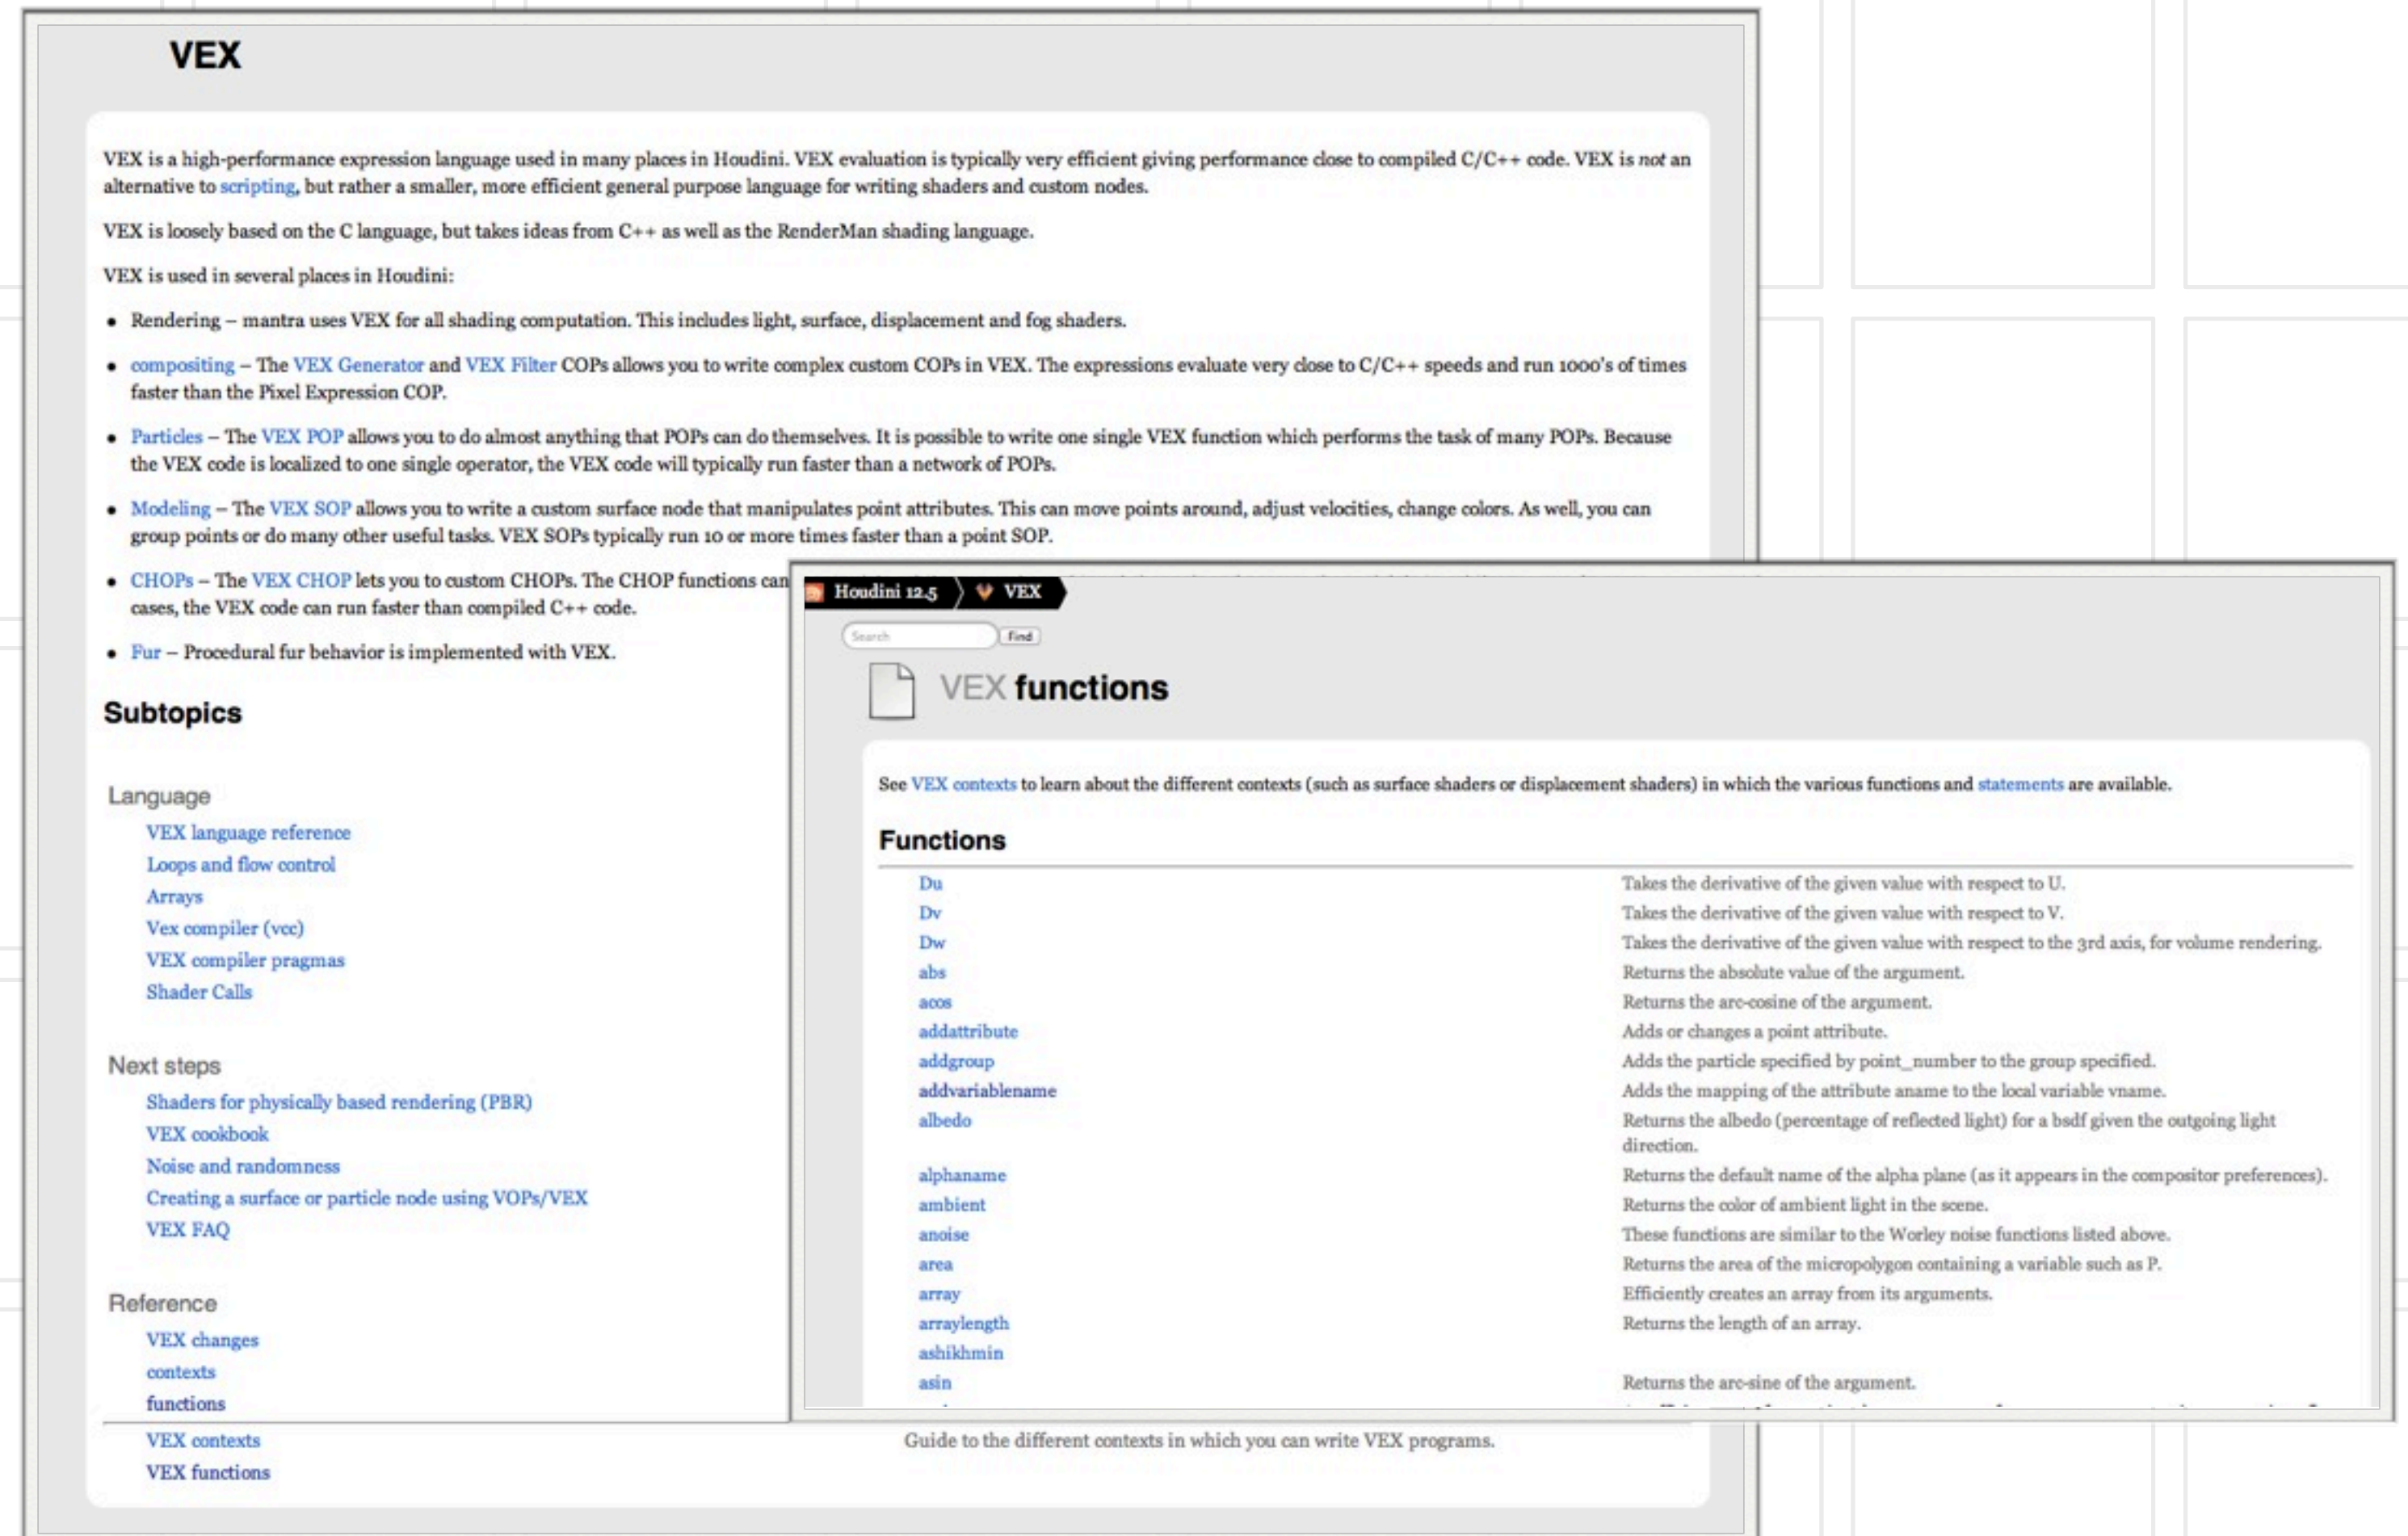 VEX
VEX is a high-performance expression language used in many places in Houdini. VEX evaluation is typically very efficient giving performance close to compiled C/C++ code. VEX is not an
alternative to scripting, but rather a smaller, more efficient general purpose language for writing shaders and custom nodes.
VEX is loosely based on the C language, but takes ideas from C++ as well as the RenderMan shading language.
VEX is used in several places in Houdini:
• Rendering – mantra uses VEX for all shading computation. This includes light, surface, displacement and fog shaders.
• compositing – The VEX Generator and VEX Filter COPs allows you to write complex custom COPs in VEX. The expressions evaluate very close to C/C++ speeds and run 1000's of times
faster than the Pixel Expression COP.
• Particles – The VEX POP allows you to do almost anything that POPs can do themselves. It is possible to write one single VEX function which performs the task of many POPs. Because
the VEX code is localized to one single operator, the VEX code will typically run faster than a network of POPs.
• Modeling – The VEX SOP allows you to write a custom surface node that manipulates point attributes. This can move points around, adjust velocities, change colors. As well, you can
group points or do many other useful tasks. VEX SOPs typically run 10 or more times faster than a point SOP.
• CHOPs – The VEX CHOP lets you to custom CHOPs. The CHOP functions can
cases, the VEX code can run faster than compiled C++ code.
• Fur – Procedural fur behavior is implemented with VEX.
Subtopics
Language
VEX language reference
Loops and flow control
Arrays
Vex compiler (vcc)
VEX compiler pragmas
Shader Calls
Next steps
Shaders for physically based rendering (PBR)
VEX cookbook
Noise and randomness
Creating a surface or particle node using VOPs/VEX
VEX FAQ
Reference
VEX changes
contexts
functions
VEX contexts Guide to the different contexts in which you can write VEX programs.
VEX functions
Houdini 12.5 VEX
Search Find
VEX functions
See VEX contexts to learn about the different contexts (such as surface shaders or displacement shaders) in which the various functions and statements are available.
Functions
Du Takes the derivative of the given value with respect to U.
Dv Takes the derivative of the given value with respect to V.
Dw Takes the derivative of the given value with respect to the 3rd axis, for volume rendering.
abs Returns the absolute value of the argument.
acos Returns the arc-cosine of the argument.
addattribute Adds or changes a point attribute.
addgroup Adds the particle specified by point_number to the group specified.
addvariablename Adds the mapping of the attribute aname to the local variable vname.
albedo Returns the albedo (percentage of reflected light) for a bsdf given the outgoing light
direction.
alphaname Returns the default name of the alpha plane (as it appears in the compositor preferences).
ambient Returns the color of ambient light in the scene.
anoise These functions are similar to the Worley noise functions listed above.
area Returns the area of the micropolygon containing a variable such as P.
array Efficiently creates an array from its arguments.
arraylength Returns the length of an array.
ashikhmin
asin Returns the arc-sine of the argument.